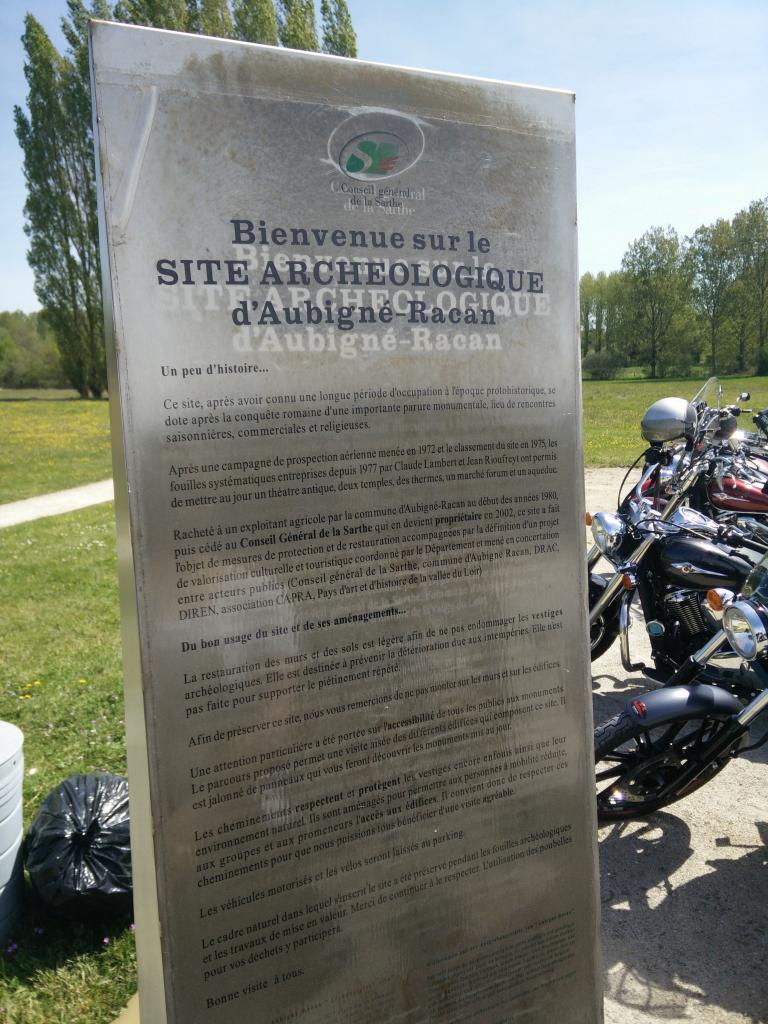 Conseil général
de la Sarthe
Bienvenue sur le
SITE ARCHEOLOGIQUE
d'Aubigné-Racan
Un peu d'histoire...
Ce site, après avoir connu une longue période d'occupation à l'époque protohistorique, se
dote après la conquête romaine d'une importante parure monumentale, lieu de rencontres
saisonnières, commerciales et religieuses.
Après une campagne de prospection aérienne menée en 1972 et le classement du site en 1975, les
fouilles systématiques entreprises depuis 1977 par Claude Lambert et Jean Rioufreyt ont permis
de mettre au jour un théatre antique, deux temples, des thermes, un marché forum et un aqueduc.
Racheté à un exploitant agricole par la commune d'Aubigné-Racan au début des années 1980,
puis cédé au Conseil Général de la Sarthe qui en devient propriétaire en 2002, ce site a fait
l'objet de mesures de protection et de restauration accompagnées par la définition d'un projet
de valorisation culturelle et touristique coordonné par le Département et mené en concertation
entre acteurs publics (Conseil général de la Sarthe, commune d'Aubigné Racan, DRAC,
DIREN, association CAPRA, Pays d'art et d'histoire de la vallée du Loir)
Du bon usage du site et de ses aménagements...
La restauration des murs et des sols est légère afin de ne pas endommager les vestiges
archéologiques. Elle est destinée à prévenir la détérioration due aux intempéries. Elle n'est
pas faite pour supporter le piétinement répété.
Afin de préserver ce site, nous vous remercions de ne pas monter sur les murs et sur les édifices.
Une attention particulière a été portée sur l'accessibilité de tous les publics aux monuments
Le parcours proposé permet une visite aisée des différents édifices qui composent ce site. Il
est jalonné de panneaux qui vous feront découvrir les monuments mis au jour.
Les cheminements respectent et protègent les vestiges encore enfouis ainsi que leur
environnement naturel. Ils sont aménagés pour permettre aux personnes à mobilité réduite,
aux groupes et aux promeneurs l'accès aux édifices. Il convient donc de respecter ces
cheminements pour que nous puissions tous bénéficier d'une visite agréable.
Les véhicules motorisés et les vélos seront laissés au parking.
Le cadre naturel dans lequel s'inscrit le site a été préservé pendant les fouilles archéologiques
et les travaux de mise en valeur. Merci de continuer à le respecter. L'utilisation des poubelles
pour vos déchets y participera.
Bonne visite à tous.